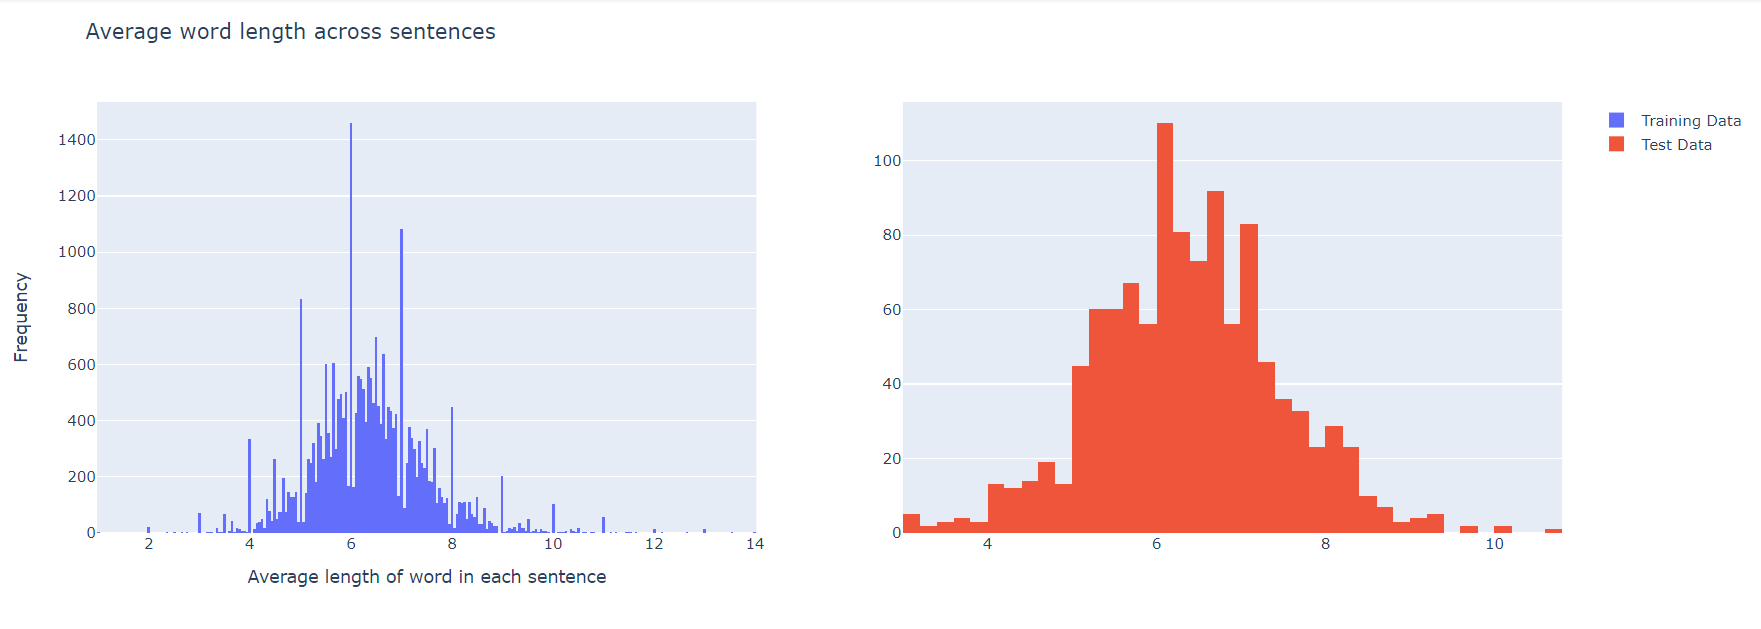 Average word length across sentences
1400
1200
1000
800
600
400
200
0
Frequency
2 4 6 8 10 12 14
Average length of word in each sentence
100
80
60
40
20
0
4 6 8 10
Training Data
Test Data